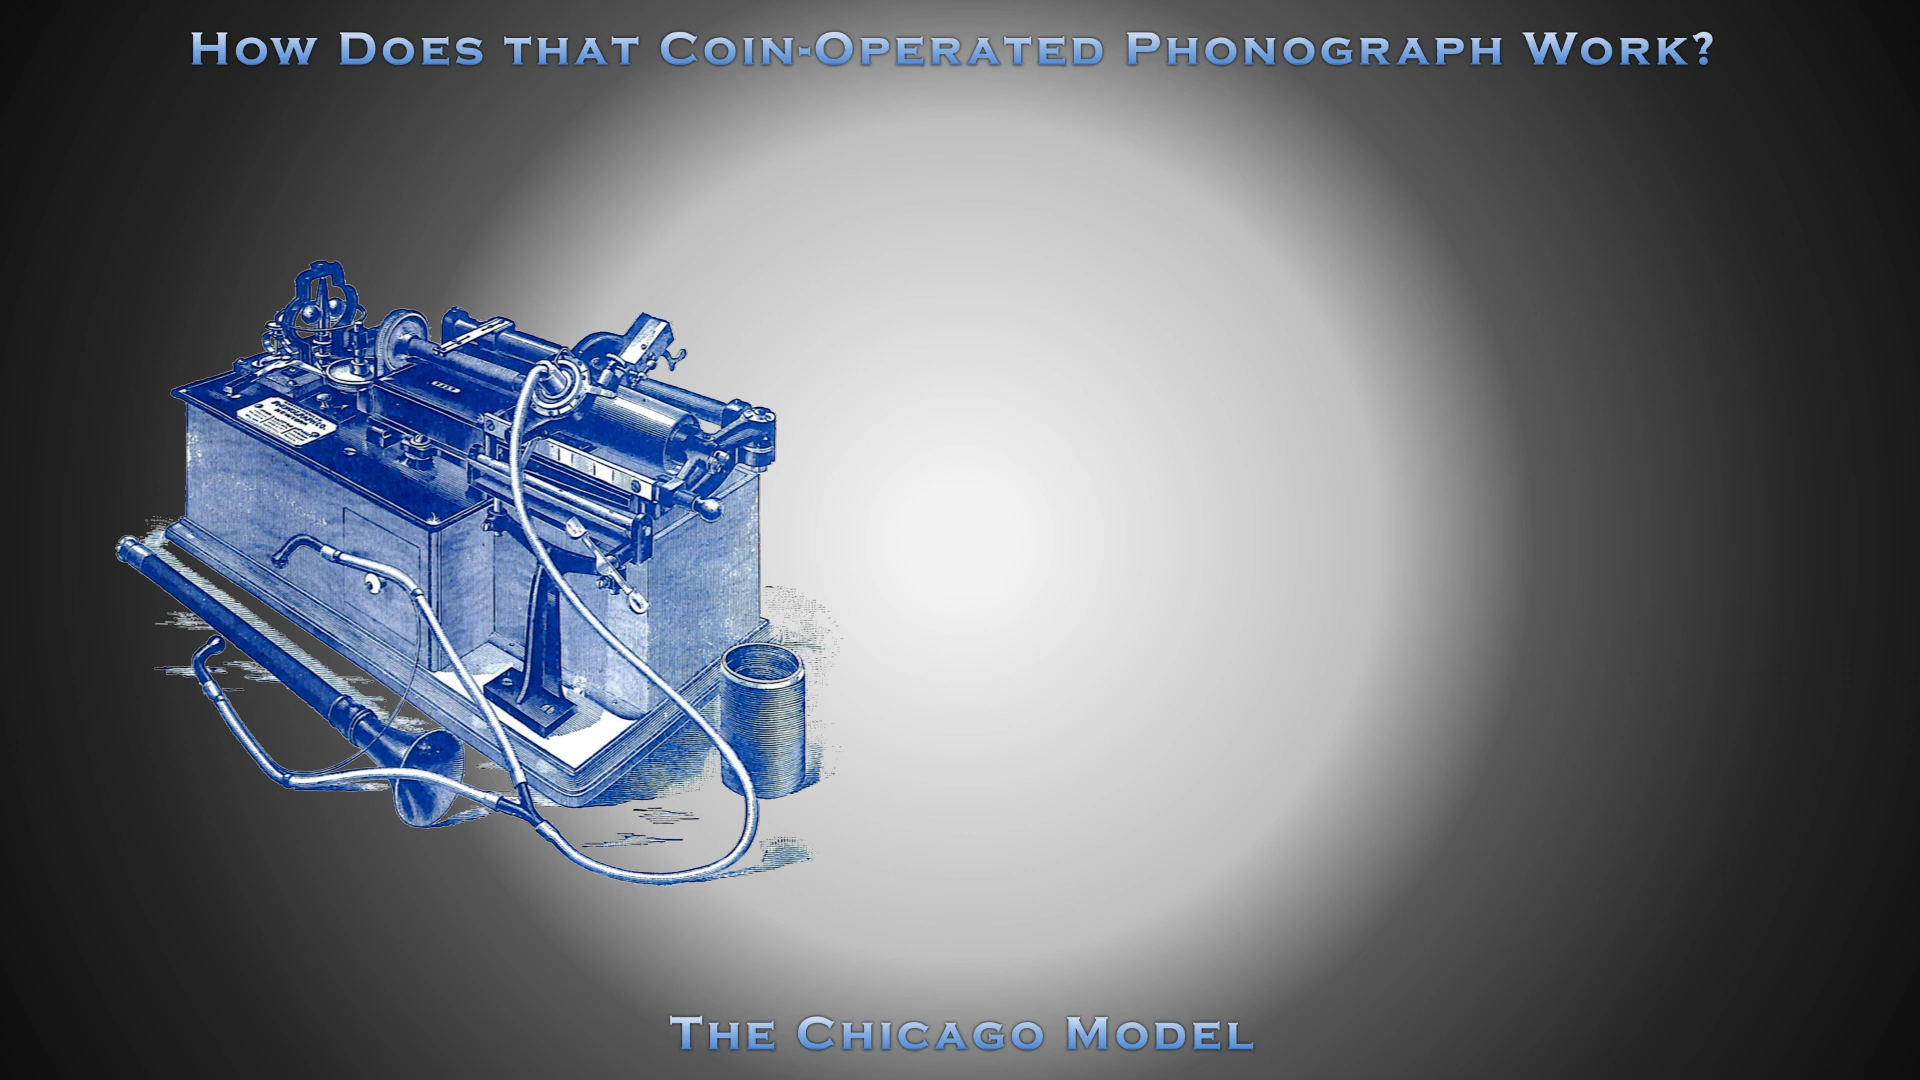 How Does that Coin-Operated Phonograph Work?
The Chicago Model